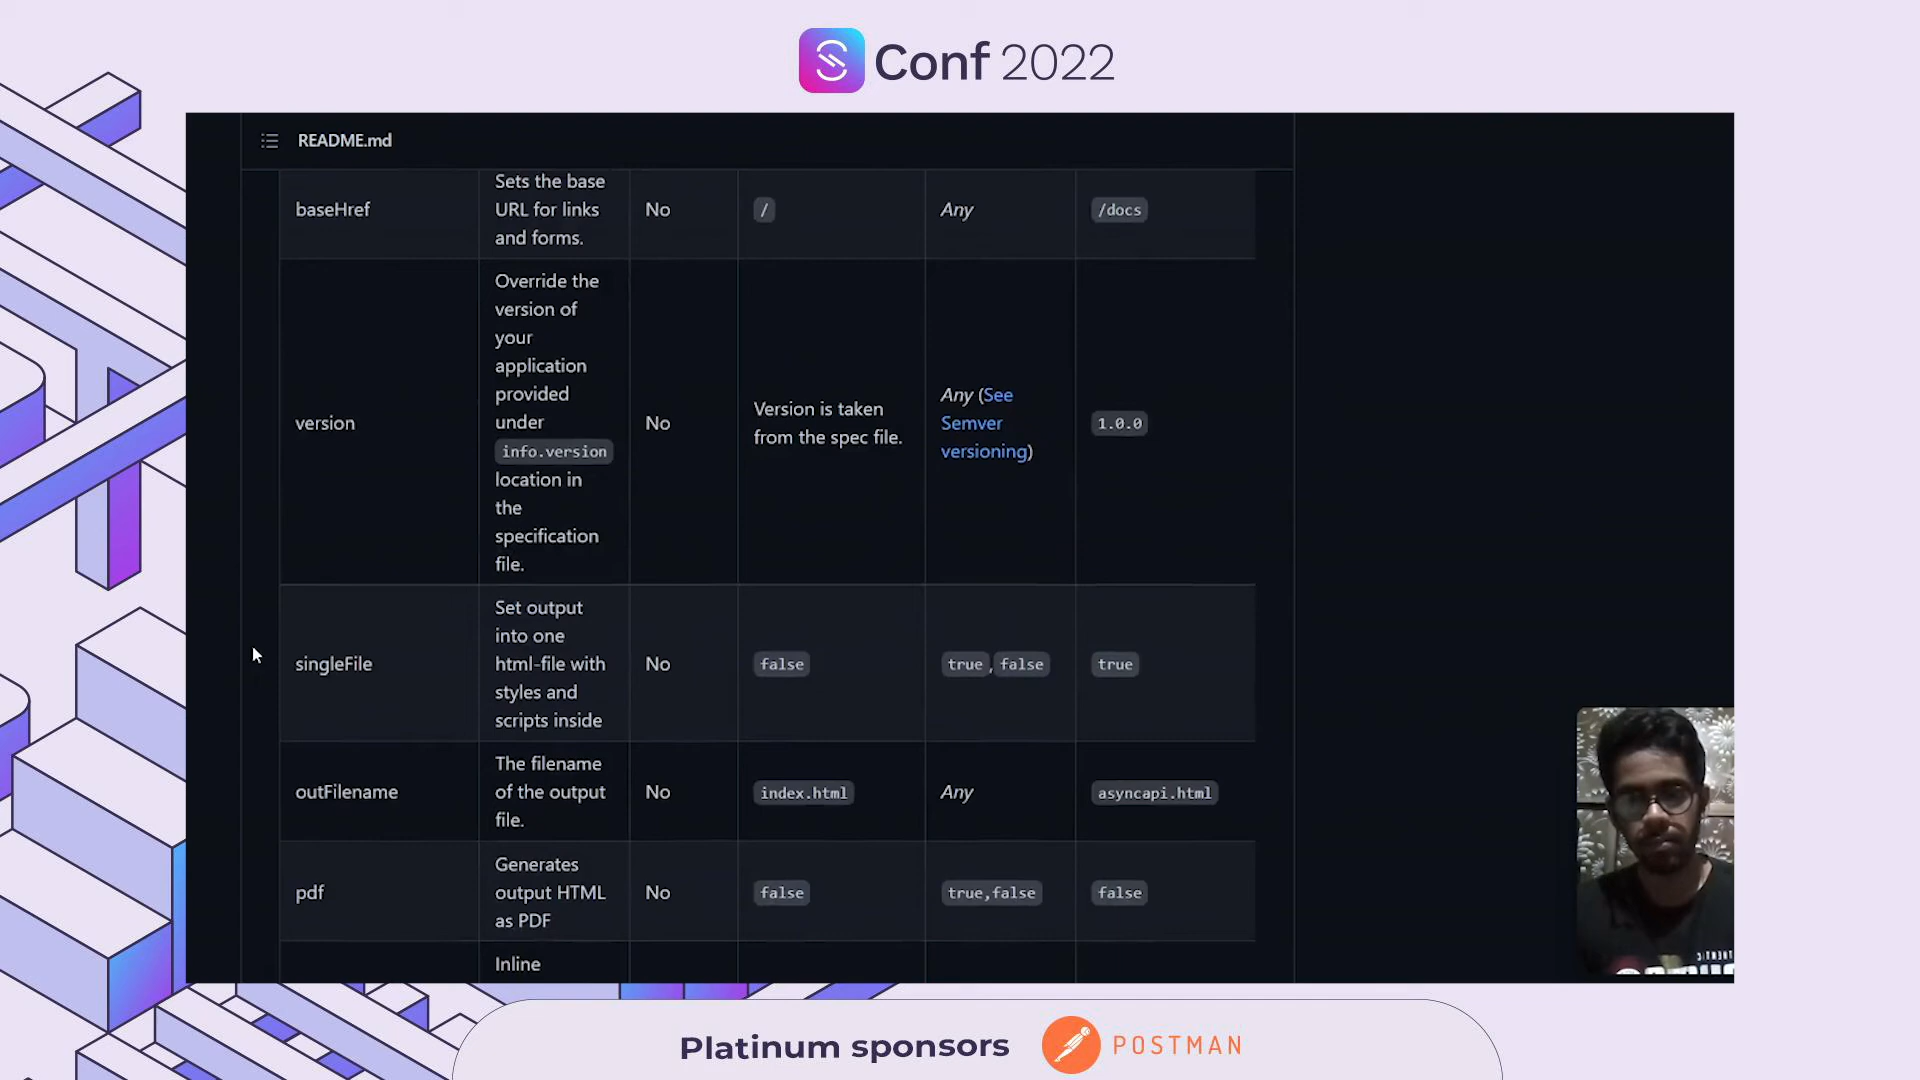 Conf 2022
README.md
baseHref
Sets the base
URL for links
and forms.
No
/
Any
/docs
version
Override the
version of
your
application
provided
under
info.version
location in
the
specification
file.
No
Version is taken
from the spec file.
Any (See
Semver
versioning)
1.0.0
singleFile
Set output
into one
html-file with
styles and
scripts inside
No
false
true,false
true
outFilename
The filename
of the output
file.
No
index.html
Any
asyncapi.html
pdf
Generates
output HTML
as PDF
No
false
true,false
false
Inline
Platinum sponsors
POSTMAN